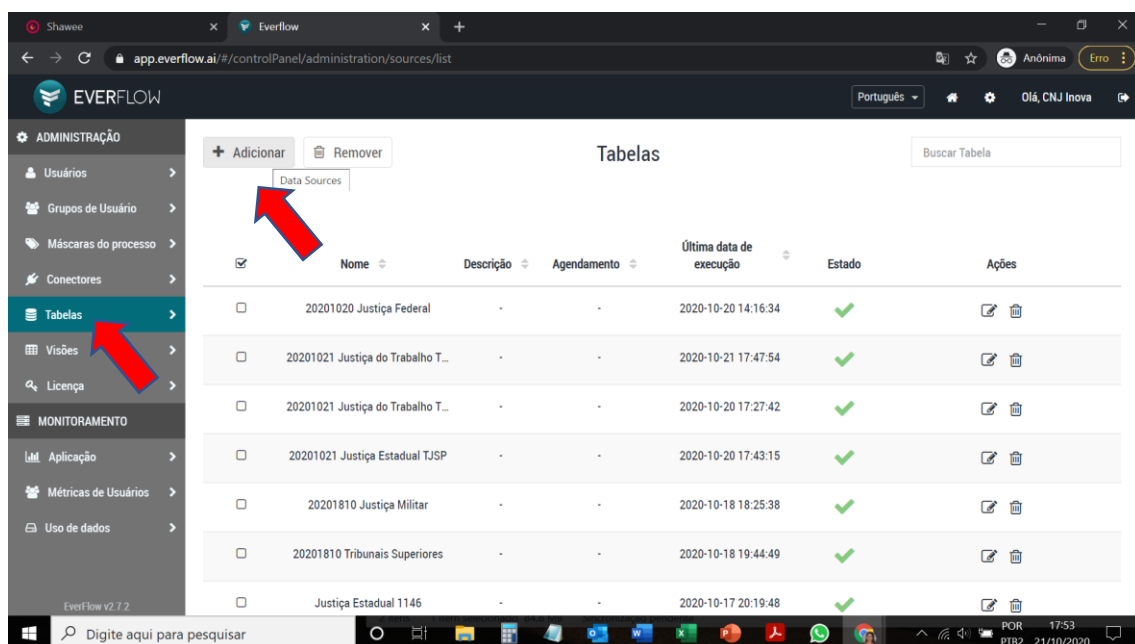 Shawee
Everflow
app.everflow.ai/#/controlPanel/administration/sources/list
Anônima
Erro
EVERFLOW
Português
Olá, CNJ Inova
ADMINISTRAÇÃO
Usuários
Grupos de Usuário
Máscaras do processo
Conectores
Tabelas
Visões
Licença
MONITORAMENTO
Aplicação
Métricas de Usuários
Uso de dados
EverFlow v2.7.2
+ Adicionar
Remover
Tabelas
Buscar Tabela
Data Sources
Nome Descrição Agendamento Última data de execução Estado Ações
20201020 Justiça Federal - - 2020-10-20 14:16:34
20201021 Justiça do Trabalho T... - - 2020-10-21 17:47:54
20201021 Justiça do Trabalho T... - - 2020-10-20 17:27:42
20201021 Justiça Estadual TJSP - - 2020-10-20 17:43:15
20201810 Justiça Militar - - 2020-10-18 18:25:38
20201810 Tribunais Superiores - - 2020-10-18 19:44:49
Justiça Estadual 1146 - - 2020-10-17 20:19:48
Digite aqui para pesquisar
POR
PTB2
17:53
21/10/2020